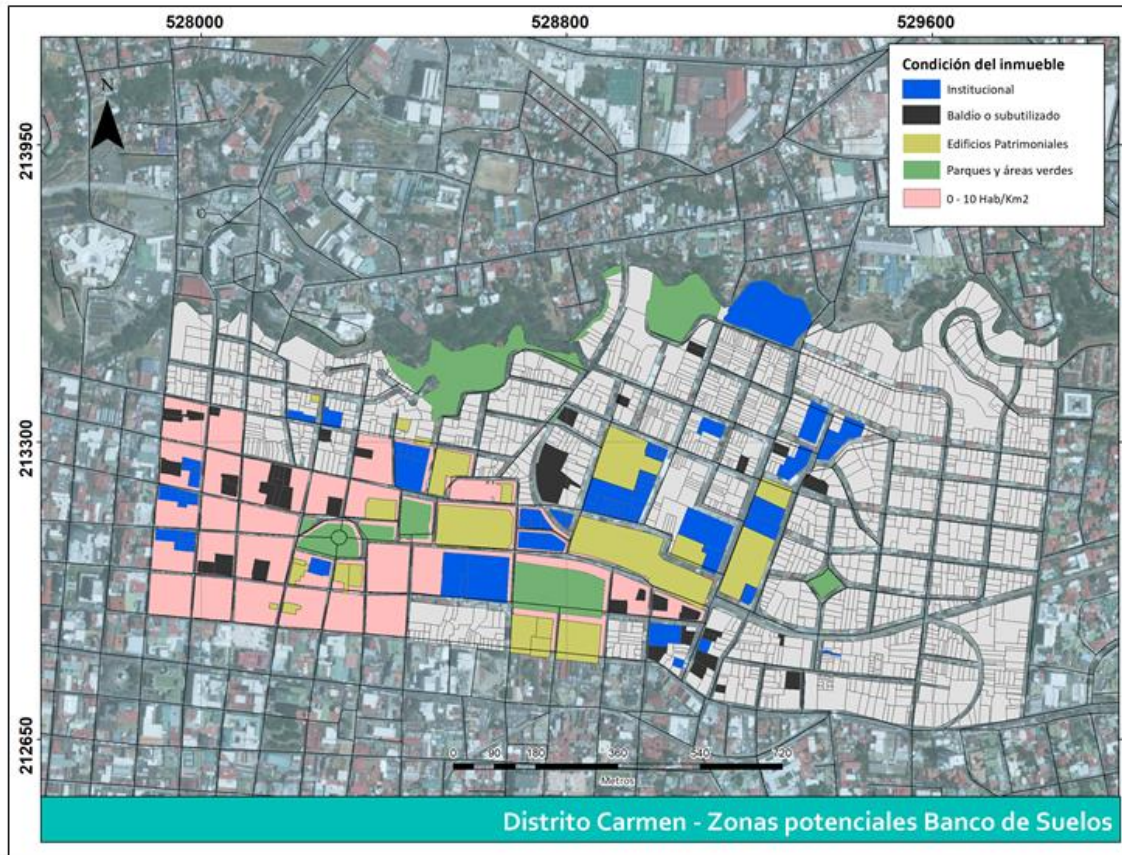 528000 528800 529600
213950
213300
212650
N
Condición del inmueble
Institucional
Baldío o subutilizado
Edificios Patrimoniales
Parques y áreas verdes
0 - 10 Hab/Km2
0 90 180 360 540 720
Metros
Distrito Carmen - Zonas potenciales Banco de Suelos